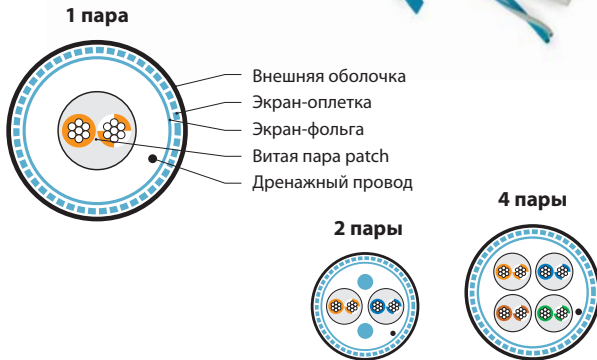 1 пара
Внешняя оболочка
Экран-оплетка
Экран-фольга
Витая пара patch
Дренажный провод
4 пары
2 пары